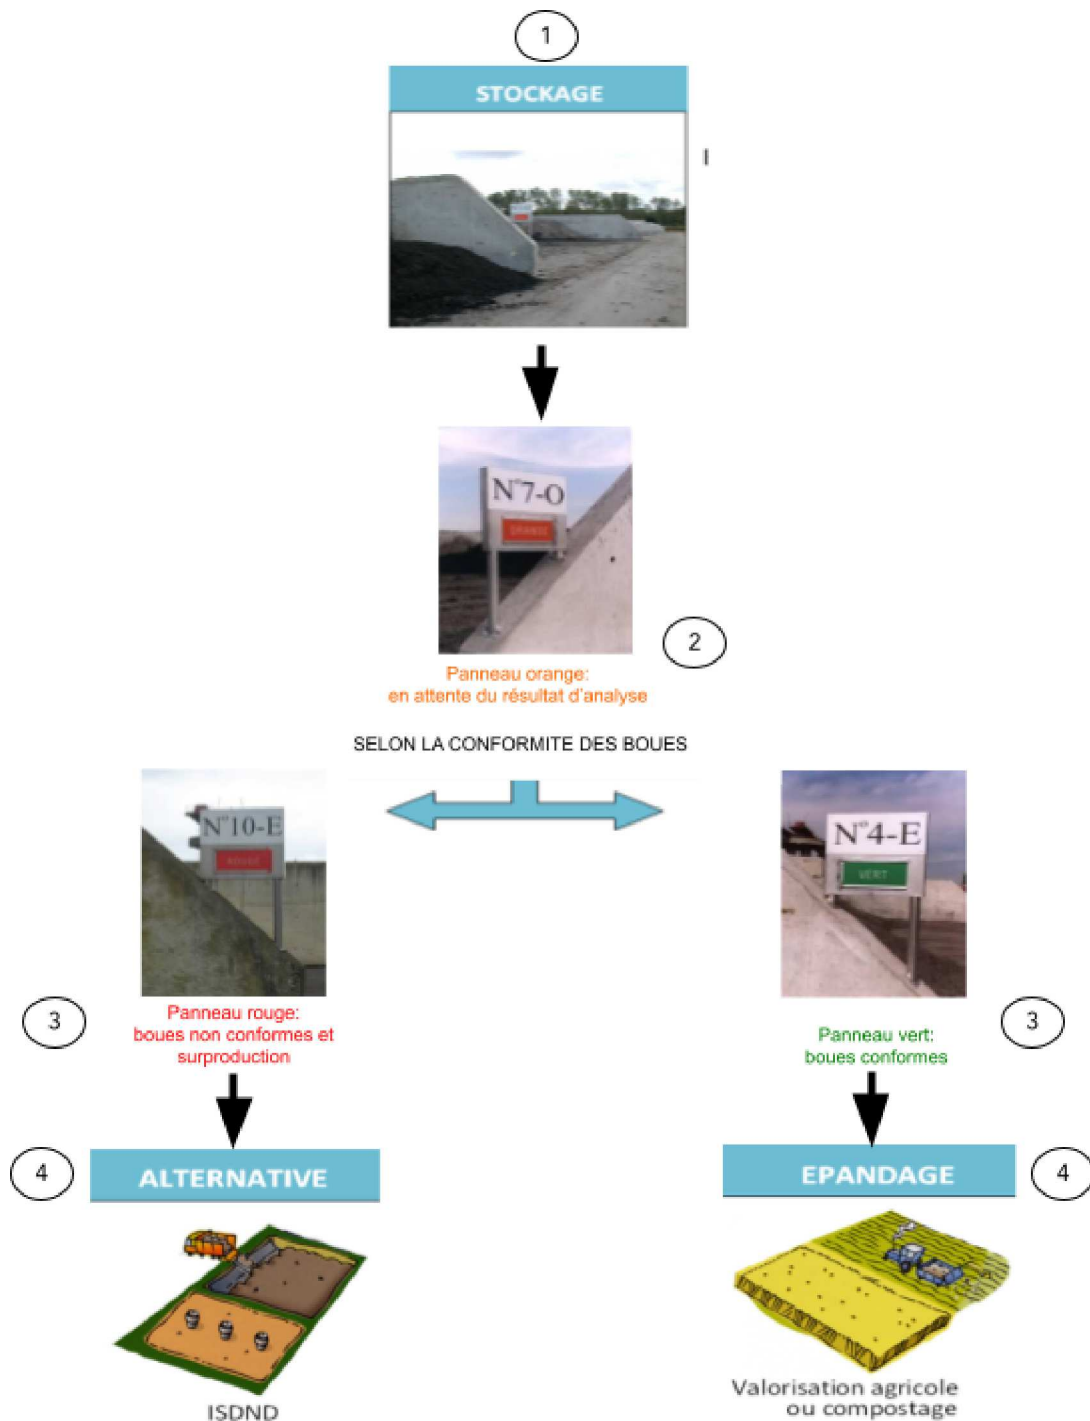 1
STOCKAGE
I
N°7-O
ORANGE
2
Panneau orange:
en attente du résultat d'analyse
SELON LA CONFORMITE DES BOUES
N°10-E
ROUGE
N°4-E
VERT
3
Panneau rouge:
boues non conformes et
surproduction
3
Panneau vert:
boues conformes
4
ALTERNATIVE
EPANDAGE
4
ISDND
Valorisation agricole
ou compostage